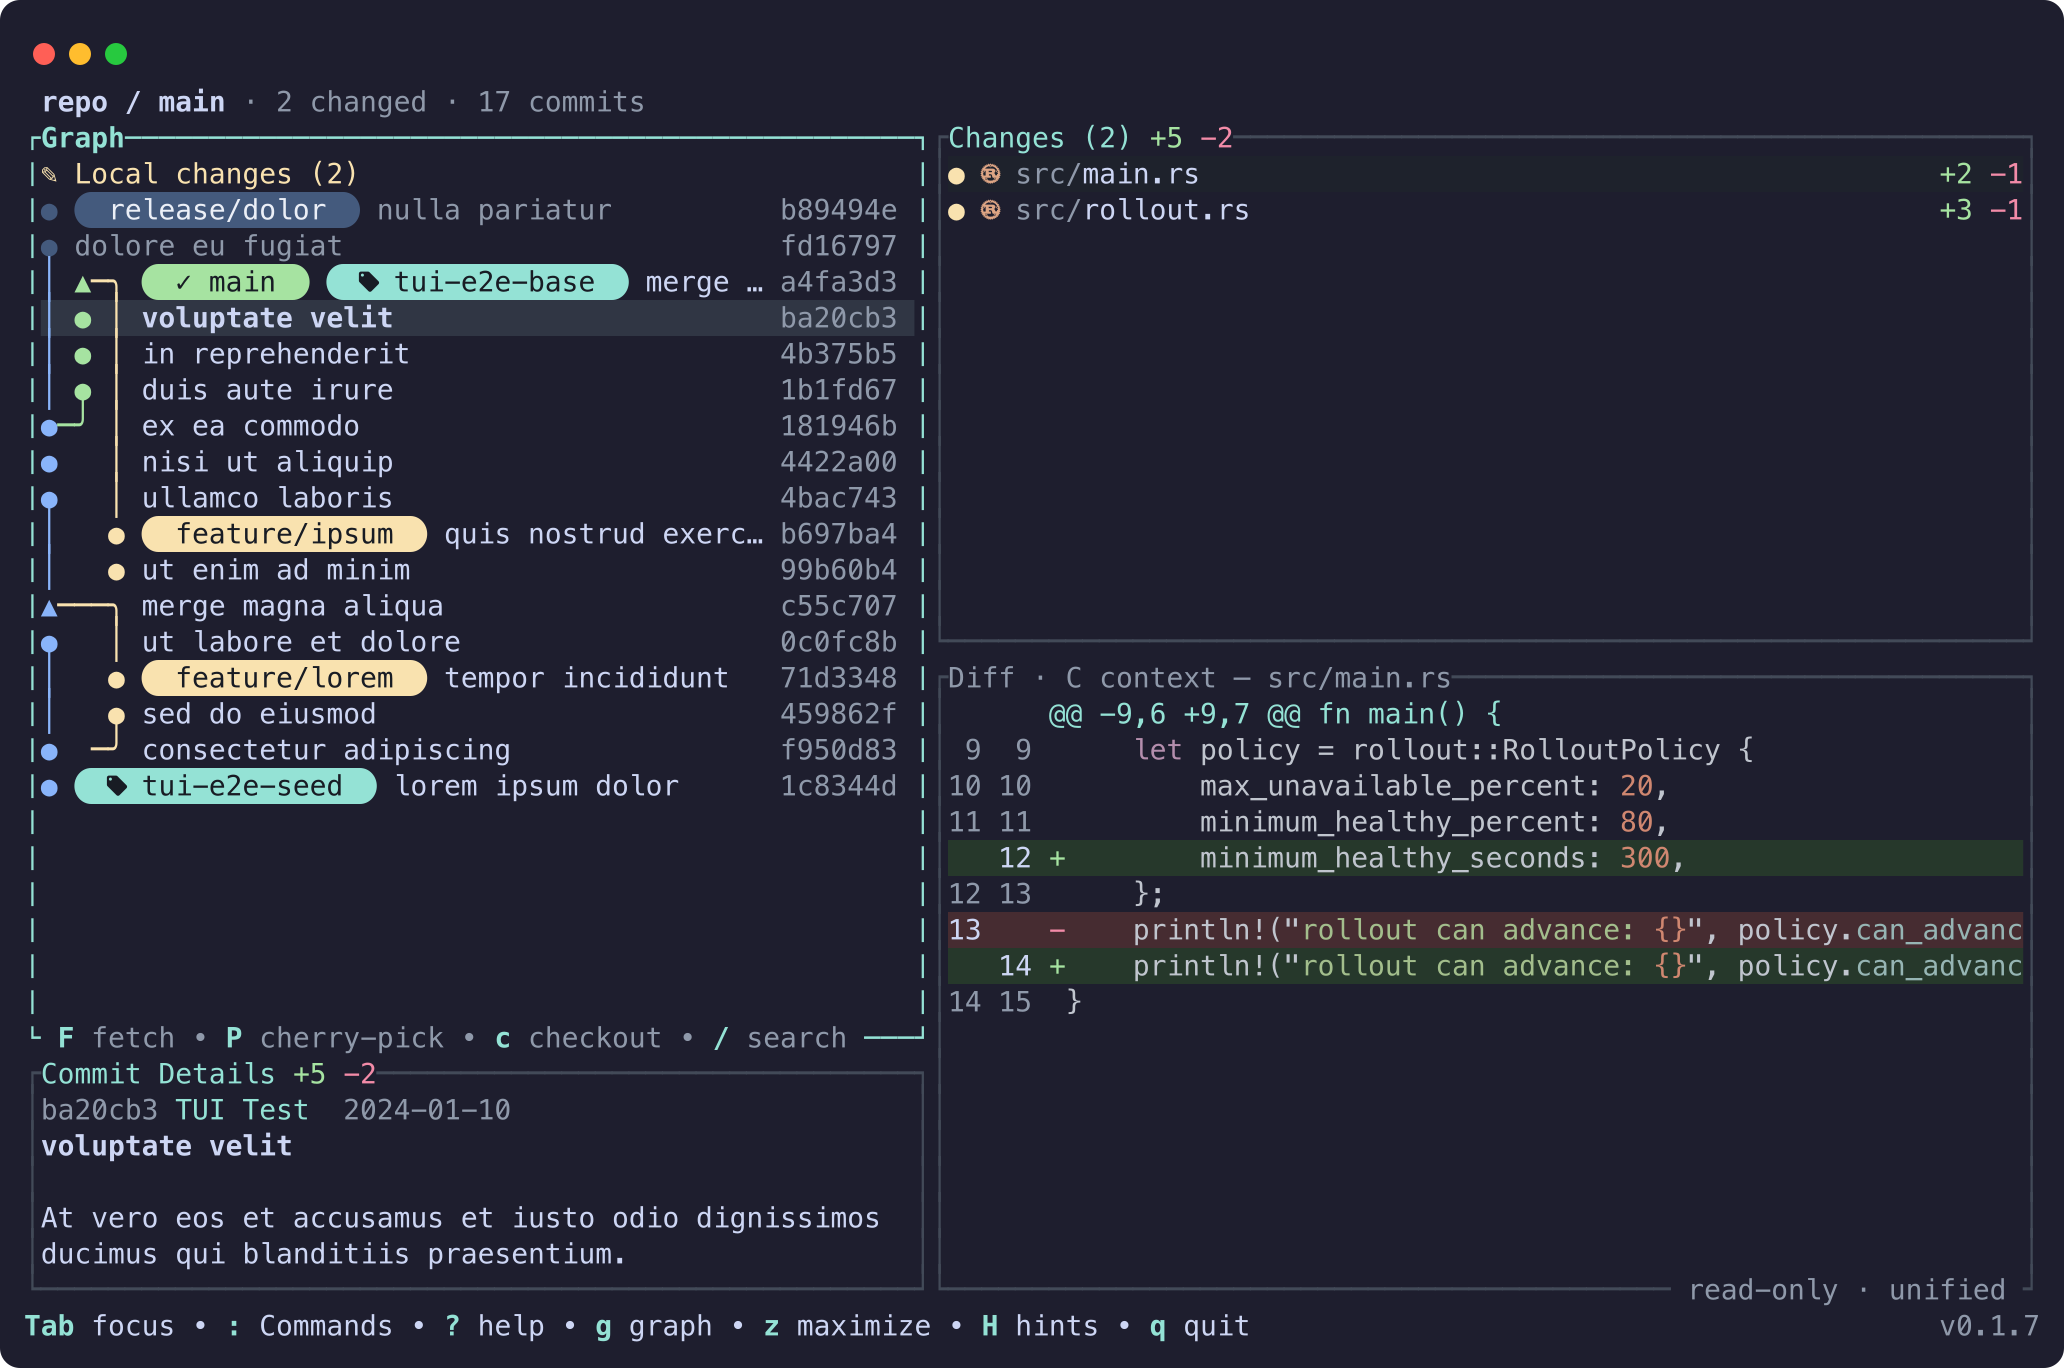 repo / main · 2 changed · 17 commits
Graph
✎ Local changes (2)
release/dolor nulla pariatur b89494e
dolore eu fugiat fd16797
✓ main tui-e2e-base merge … a4fa3d3
voluptate velit ba20cb3
in reprehenderit 4b375b5
duis aute irure 1b1fd67
ex ea commodo 181946b
nisi ut aliquip 4422a00
ullamco laboris 4bac743
feature/ipsum quis nostrud exerc… b697ba4
ut enim ad minim 99b60b4
merge magna aliqua c55c707
ut labore et dolore 0c0fc8b
feature/lorem tempor incididunt 71d3348
sed do eiusmod 459862f
consectetur adipiscing f950d83
tui-e2e-seed lorem ipsum dolor 1c8344d
F fetch • P cherry-pick • c checkout • / search
Commit Details +5 -2
ba20cb3 TUI Test 2024-01-10
voluptate velit
At vero eos et accusamus et iusto odio dignissimos
ducimus qui blanditiis praesentium.
Changes (2) +5 -2
src/main.rs +2 -1
src/rollout.rs +3 -1
Diff · C context — src/main.rs
@@ -9,6 +9,7 @@ fn main() {
9 9 let policy = rollout::RolloutPolicy {
10 10 max_unavailable_percent: 20,
11 11 minimum_healthy_percent: 80,
12 + minimum_healthy_seconds: 300,
12 13 };
13 - println!("rollout can advance: {}", policy.can_advanc
14 + println!("rollout can advance: {}", policy.can_advanc
14 15 }
read-only · unified
Tab focus • : Commands • ? help • g graph • z maximize • H hints • q quit
v0.1.7